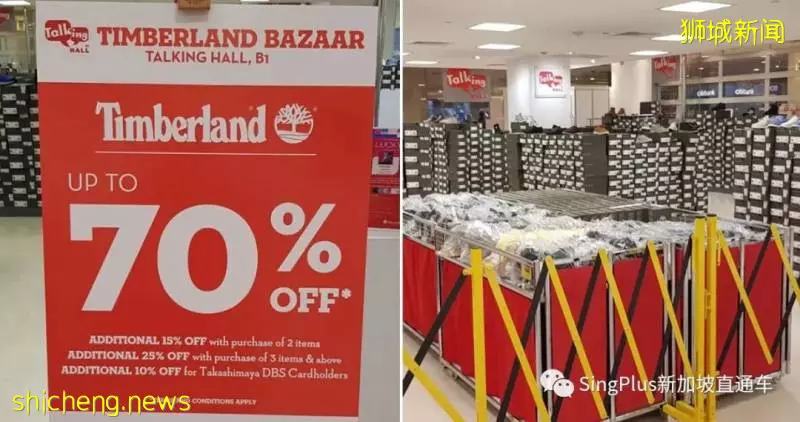 Talking
HALL
TIMBERLAND BAZAAR
TALKING HALL, B1
Timberland
UP TO
70%
OFF*
ADDITIONAL 15% OFF with purchase of 2 items
ADDITIONAL 25% OFF with purchase of 3 items & above
ADDITIONAL 10% OFF for Takashimaya DBS Cardholders
CONDITIONS APPLY
shicheng.news
狮城新闻
Talking
Talking
citibank
SingPlus新加坡直通车